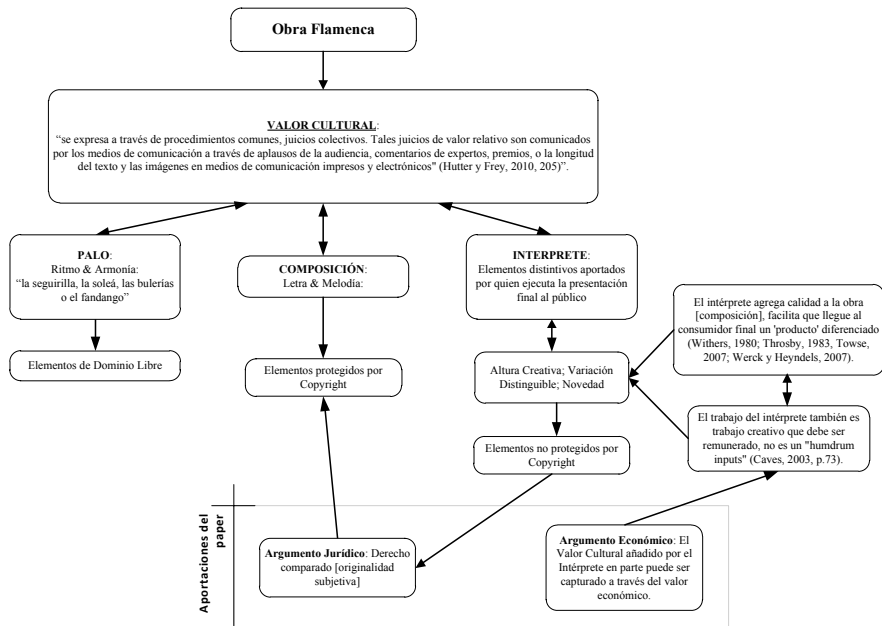 Obra Flamenca
VALOR CULTURAL:
“se expresa a través de procedimientos comunes, juicios colectivos. Tales juicios de valor relativo son comunicados
por los medios de comunicación a través de aplausos de la audiencia, comentarios de expertos, premios, o la longitud
del texto y las imágenes en medios de comunicación impresos y electrónicos" (Hutter y Frey, 2010, 205)”.
PALO:
Ritmo & Armonía:
“la seguirilla, la soleá, las bulerías
o el fandango”
COMPOSICIÓN:
Letra & Melodía:
INTERPRETE:
Elementos distintivos aportados
por quien ejecuta la presentación
final al público
El intérprete agrega calidad a la obra
[composición], facilita que llegue al
consumidor final un 'producto' diferenciado
(Withers, 1980; Throsby, 1983, Towse,
2007; Werck y Heyndels, 2007).
Elementos de Dominio Libre
Elementos protegidos por
Copyright
Altura Creativa; Variación
Distinguible; Novedad
El trabajo del intérprete también es
trabajo creativo que debe ser
remunerado, no es un "humdrum
inputs" (Caves, 2003, p.73).
Elementos no protegidos por
Copyright
Aportaciones del
paper
Argumento Jurídico: Derecho
comparado [originalidad
subjetiva]
Argumento Económico: El
Valor Cultural añadido por el
Intérprete en parte puede ser
capturado a través del valor
económico.